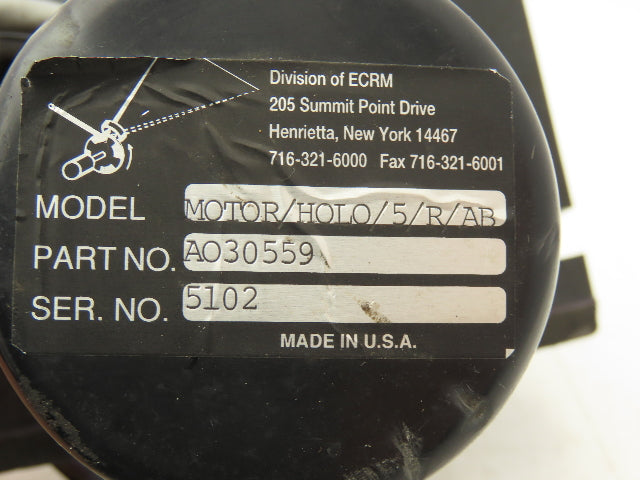 Division of ECRM
205 Summit Point Drive
Henrietta, New York 14467
716-321-6000 Fax 716-321-6001
MODEL MOTOR/HOLO/5/R/AB
PART NO. AO30559
SER. NO. 5102
MADE IN U.S.A.